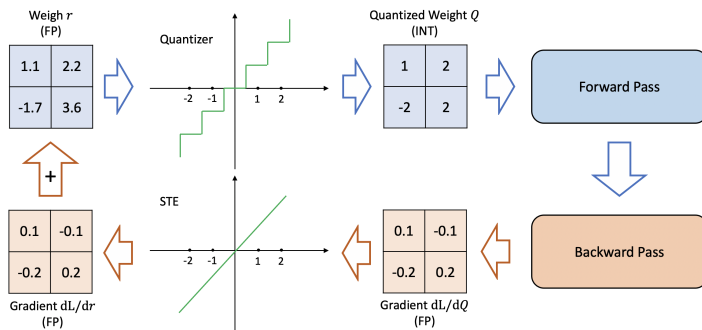 Weigh r
(FP)
1.1 2.2
-1.7 3.6
Quantizer
-2 -1 1 2
Quantized Weight Q
(INT)
1 2
-2 2
Forward Pass
+
STE
-2 -1 1 2
0.1 -0.1
-0.2 0.2
Gradient dL/dr
(FP)
0.1 -0.1
-0.2 0.2
Gradient dL/dQ
(FP)
Backward Pass